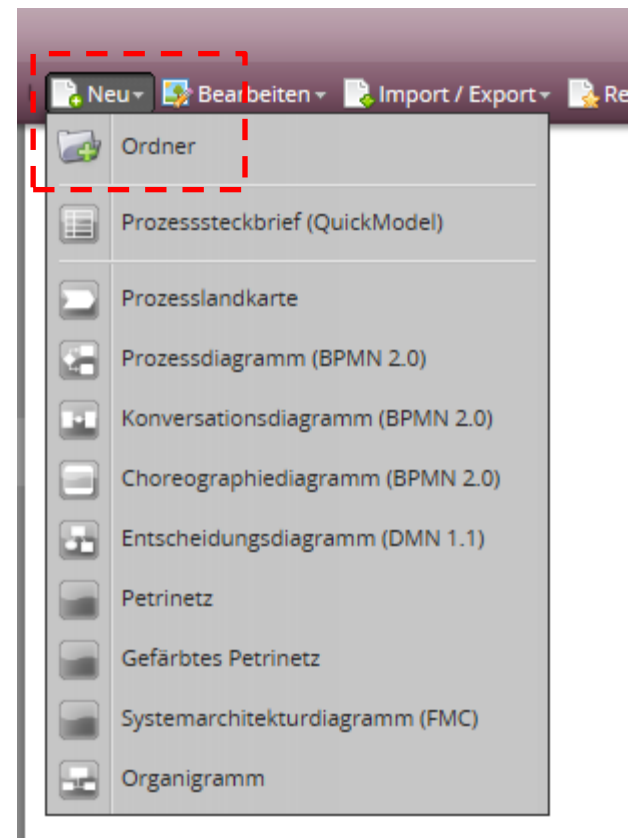 Neu Bearbeiten Import / Export Re
Ordner
Prozesssteckbrief (QuickModel)
Prozesslandkarte
Prozessdiagramm (BPMN 2.0)
Konversationsdiagramm (BPMN 2.0)
Choreographiediagramm (BPMN 2.0)
Entscheidungsdiagramm (DMN 1.1)
Petrinetz
Gefärbtes Petrinetz
Systemarchitekturdiagramm (FMC)
Organigramm